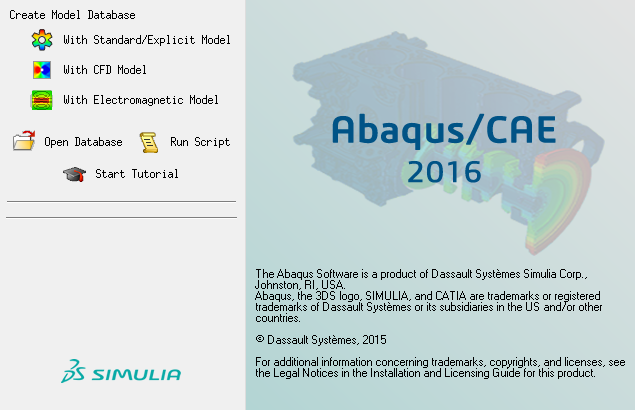 Create Model Database
With Standard/Explicit Model
With CFD Model
With Electromagnetic Model
Open Database
Run Script
Start Tutorial
3DS SIMULIA
Abaqus/CAE
2016
The Abaqus Software is a product of Dassault Systèmes Simulia Corp.,
Johnston, RI, USA.
Abaqus, the 3DS logo, SIMULIA, and CATIA are trademarks or registered
trademarks of Dassault Systèmes or its subsidiaries in the US and/or other
countries.
© Dassault Systèmes, 2015
For additional information concerning trademarks, copyrights, and licenses, see
the Legal Notices in the Installation and Licensing Guide for this product.